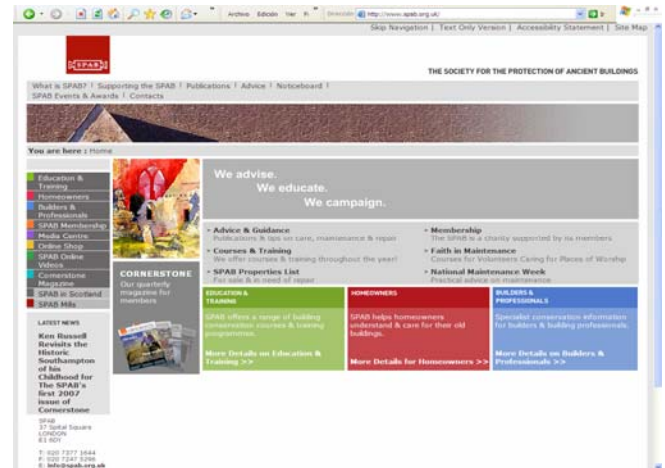 Archivo Edición Ver
Dirección http://www.spab.org.uk/
Skip Navigation | Text Only Version | Accessibility Statement | Site Map
SPAB
THE SOCIETY FOR THE PROTECTION OF ANCIENT BUILDINGS
What is SPAB? | Supporting the SPAB | Publications | Advice | Noticeboard |
SPAB Events & Awards | Contacts
You are here : Home
Education &
Training
Homeowners
Builders &
Professionals
SPAB Membership
Media Centre
Online Shop
SPAB Online
Videos
Cornerstone
Magazine
SPAB in Scotland
SPAB Mills
LATEST NEWS
Ken Russell
Revisits the
Historic
Southampton
of his
Childhood for
The SPAB's
first 2007
issue of
Cornerstone
SPAB
37 Spital Square
LONDON
E1 6DY
T: 020 7377 1644
F: 020 7247 5296
E: info@spab.org.uk
CORNERSTONE
Our quarterly
magazine for
members
We advise.
We educate.
We campaign.
Advice & Guidance
Publications & tips on care, maintenance & repair
Courses & Training
We offer courses & training throughout the year!
SPAB Properties List
For sale & in need of repair
Membership
The SPAB is a charity supported by its members
Faith in Maintenance
Courses for Volunteers Caring for Places of Worship
National Maintenance Week
Practical advice on maintenance
EDUCATION &
TRAINING
SPAB offers a range of building
conservation courses & training
programmes.
More Details on Education &
Training >>
HOMEOWNERS
SPAB helps homeowners
understand & care for their old
buildings.
More Details for Homeowners >>
BUILDERS &
PROFESSIONALS
Specialist conservation information
for builders & building professionals.
More Details on Builders &
Professionals >>